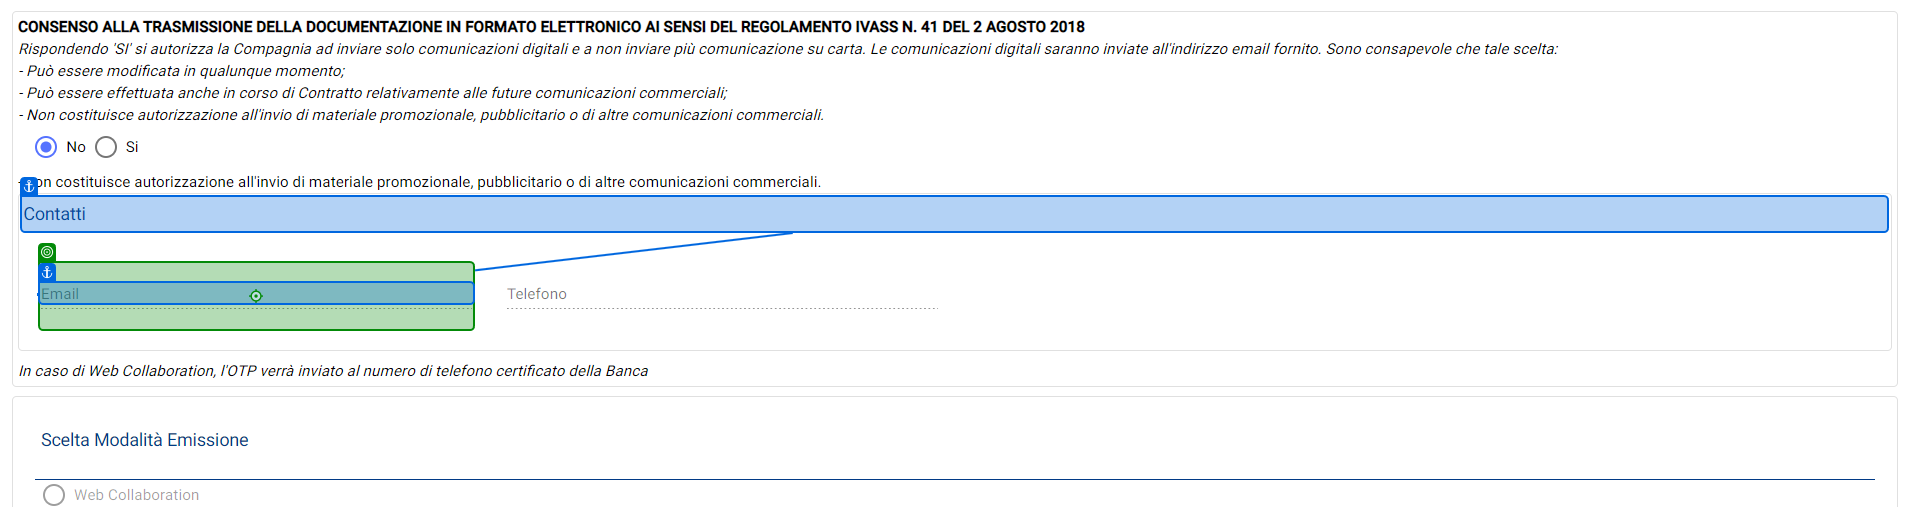 CONSENSO ALLA TRASMISSIONE DELLA DOCUMENTAZIONE IN FORMATO ELETTRONICO AI SENSI DEL REGOLAMENTO IVASS N. 41 DEL 2 AGOSTO 2018
Rispondendo 'SI' si autorizza la Compagnia ad inviare solo comunicazioni digitali e a non inviare più comunicazione su carta. Le comunicazioni digitali saranno inviate all'indirizzo email fornito. Sono consapevole che tale scelta:
- Può essere modificata in qualunque momento;
- Può essere effettuata anche in corso di Contratto relativamente alle future comunicazioni commerciali;
- Non costituisce autorizzazione all'invio di materiale promozionale, pubblicitario o di altre comunicazioni commerciali.
No Si
on costituisce autorizzazione all'invio di materiale promozionale, pubblicitario o di altre comunicazioni commerciali.
Contatti
Email Telefono
In caso di Web Collaboration, l'OTP verrà inviato al numero di telefono certificato della Banca
Scelta Modalità Emissione
Web Collaboration